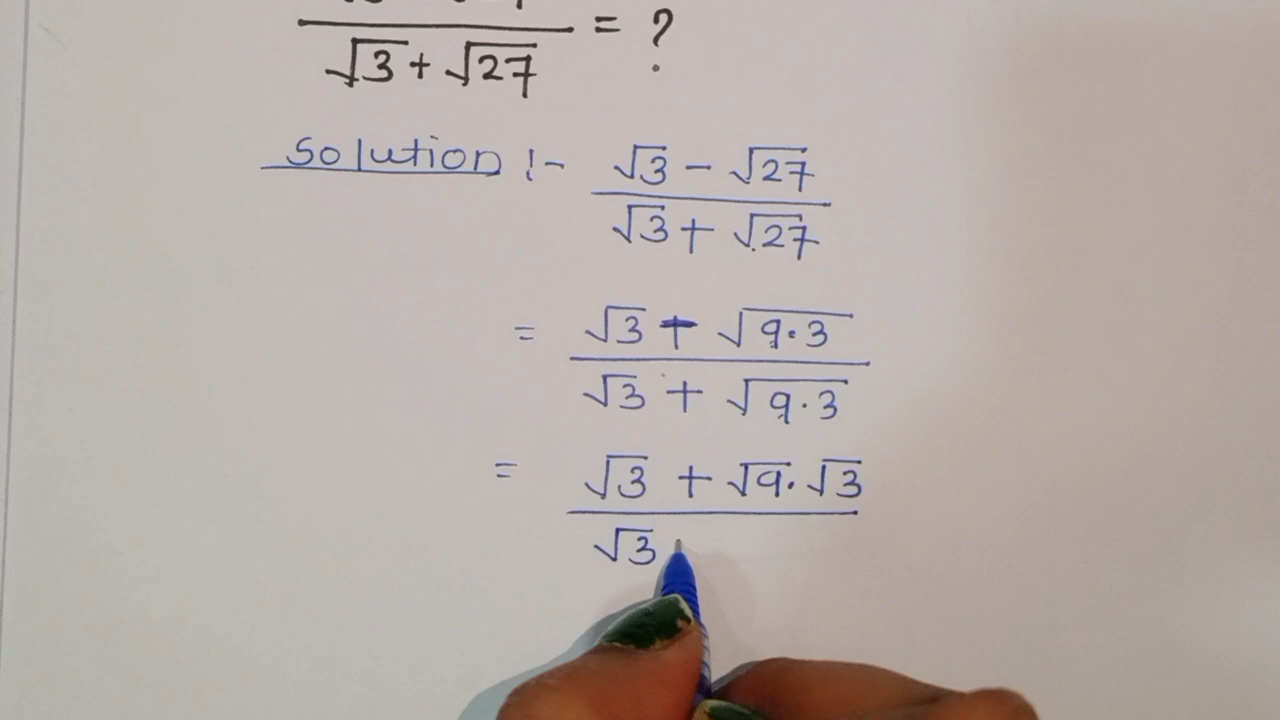 √3 + √27 = ?
Solution :- √3 - √27
√3 + √27
= √3 + √9.3
√3 + √9.3
= √3 + √9. √3
√3